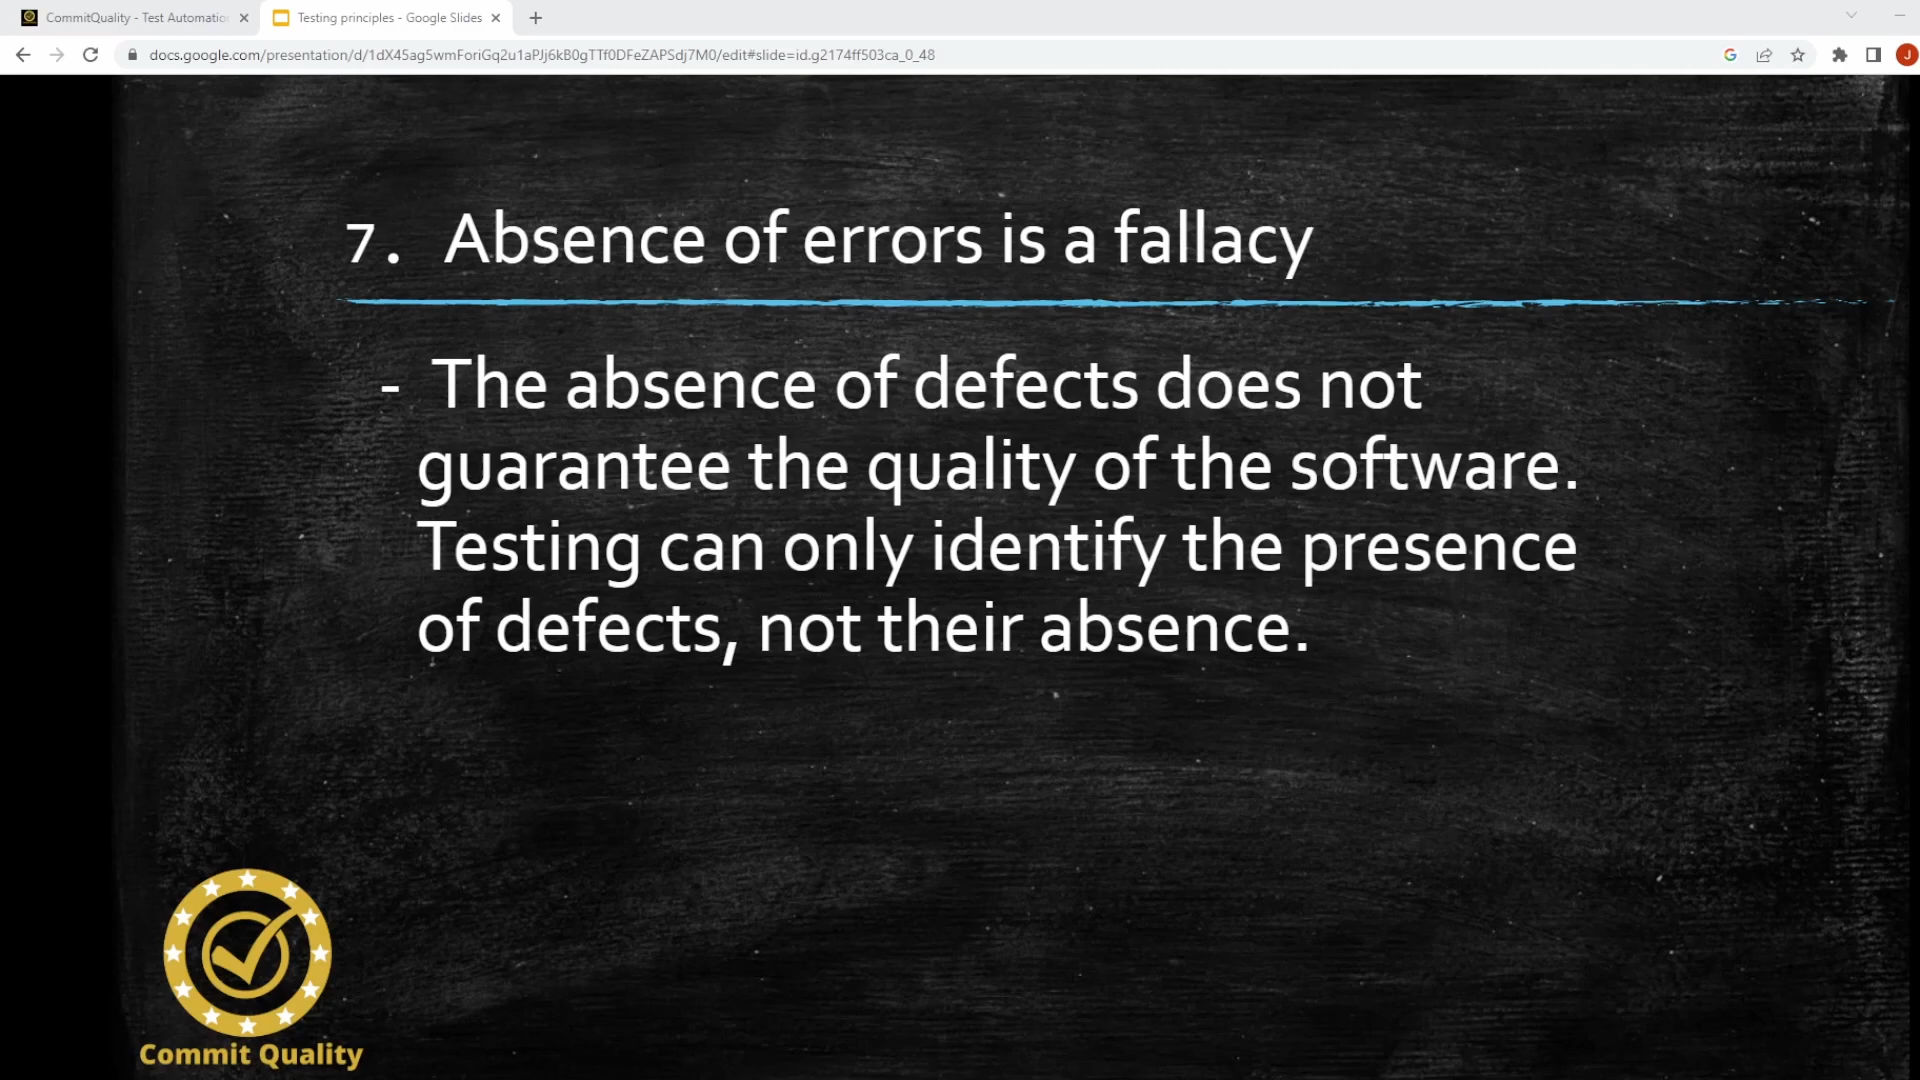 CommitQuality - Test Automatio
Testing principles - Google Slides
docs.google.com/presentation/d/1dX45ag5wmForiGq2u1aPJj6kB0gTTf0DFeZAPSdj7M0/edit#slide=id.g2174ff503ca_0_48
G
J
7. Absence of errors is a fallacy
- The absence of defects does not
guarantee the quality of the software.
Testing can only identify the presence
of defects, not their absence.
Commit Quality